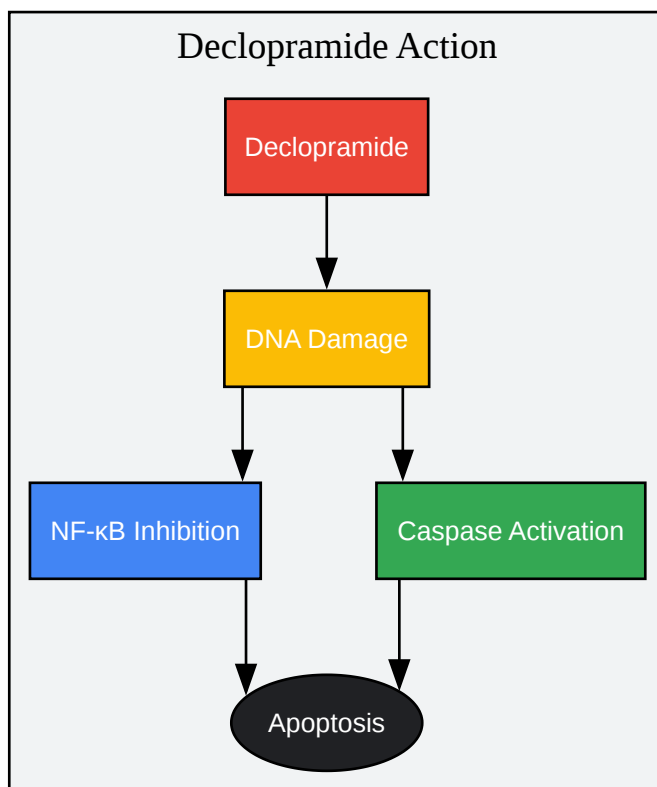 Declopramide Action
Declopramide
DNA Damage
NF-κB Inhibition
Caspase Activation
Apoptosis